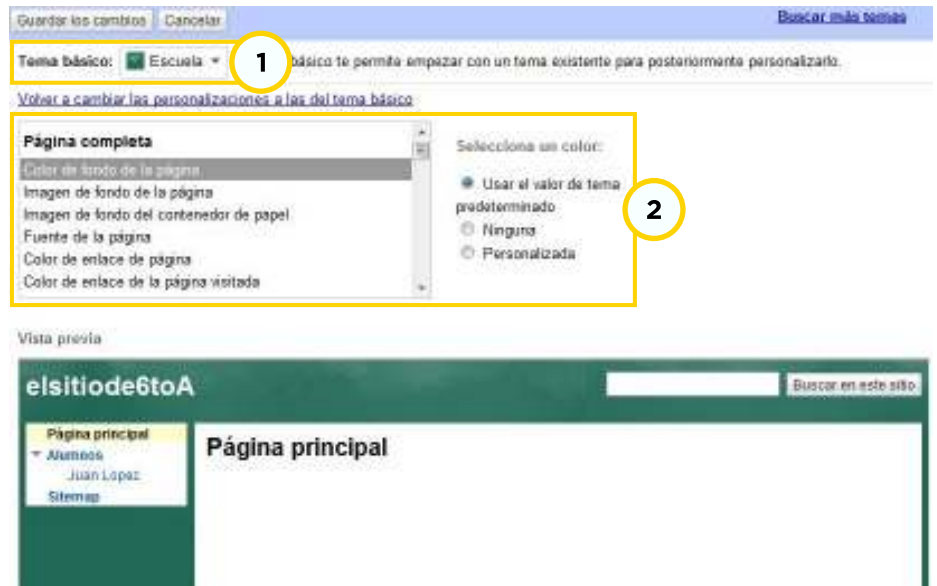 Guardar los cambios Cancelar Buscar más temas
Tema básico: Escuela 1 básico te permite empezar con un tema existente para posteriormente personalizarlo.
Volver a cambiar las personalizaciones a las del tema básico
Página completa
Color de fondo de la página
Imagen de fondo de la página
Imagen de fondo del contenedor de papel
Fuente de la página
Color de enlace de página
Color de enlace de la página visitada
Selecciona un color:
Usar el valor de tema
predeterminado
Ninguna
Personalizada
2
Vista previa
elsitiode6toA
Buscar en este sitio
Página principal
Alumnos
Juan Lopez
Sitemap
Página principal